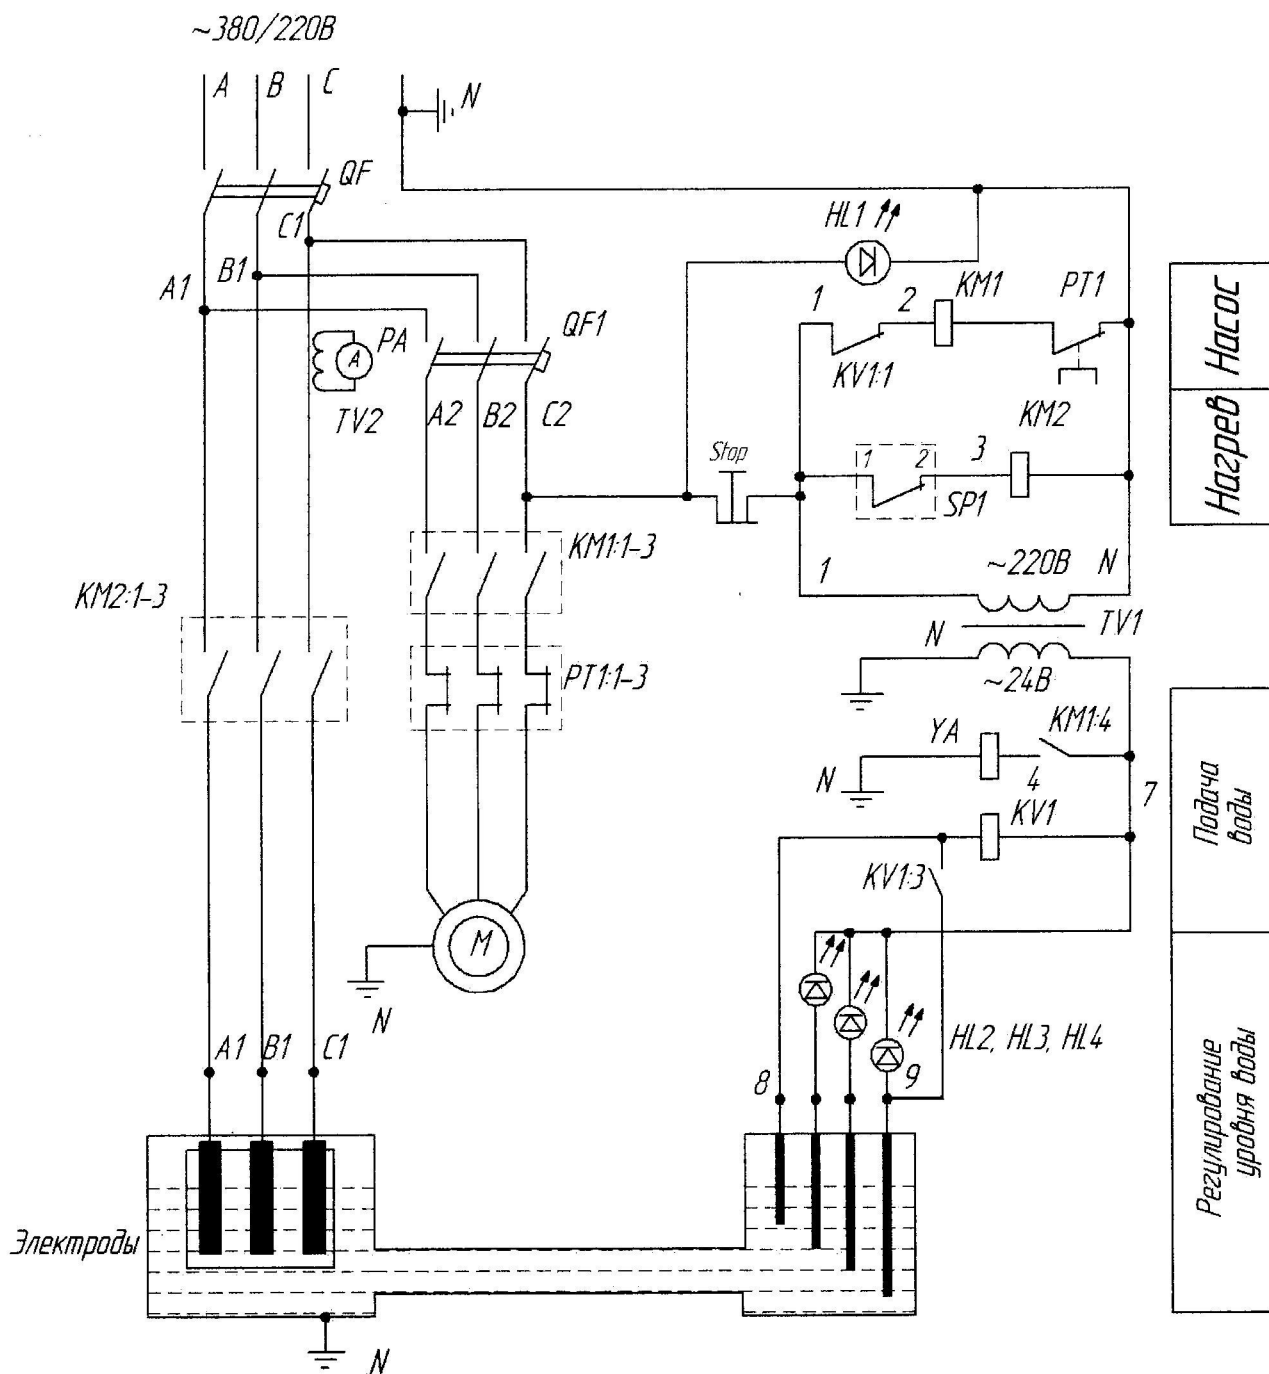 ~380/220В
A
B
C
N
QF
C1
B1
A1
HL1
1
2
KM1
PT1
Насос
KV1:1
QF1
PA
A
TV2
A2
B2
C2
KM2
Нагрев
Stop
1
2
3
SP1
KM1:1-3
KM2:1-3
1
~220В
N
TV1
N
~24В
PT1:1-3
YA
KM1:4
N
4
7
Подача
воды
KV1
KV1:3
M
N
A1
B1
C1
HL2, HL3, HL4
8
9
Регулирование
уровня воды
Электроды
N